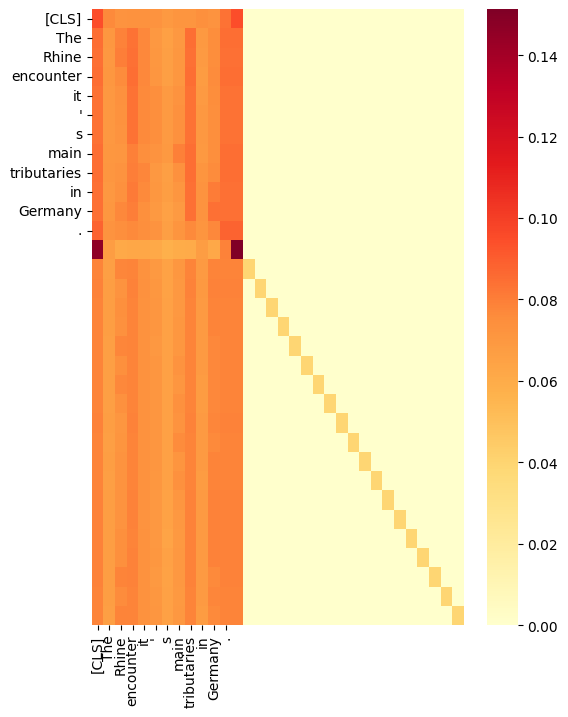 [CLS]
The
Rhine
encounter
it
'
s
main
tributaries
in
Germany
.
0.14
0.12
0.10
0.08
0.06
0.04
0.02
0.00
[CLS]
The
Rhine
encounter
it
'
s
main
tributaries
in
Germany
.